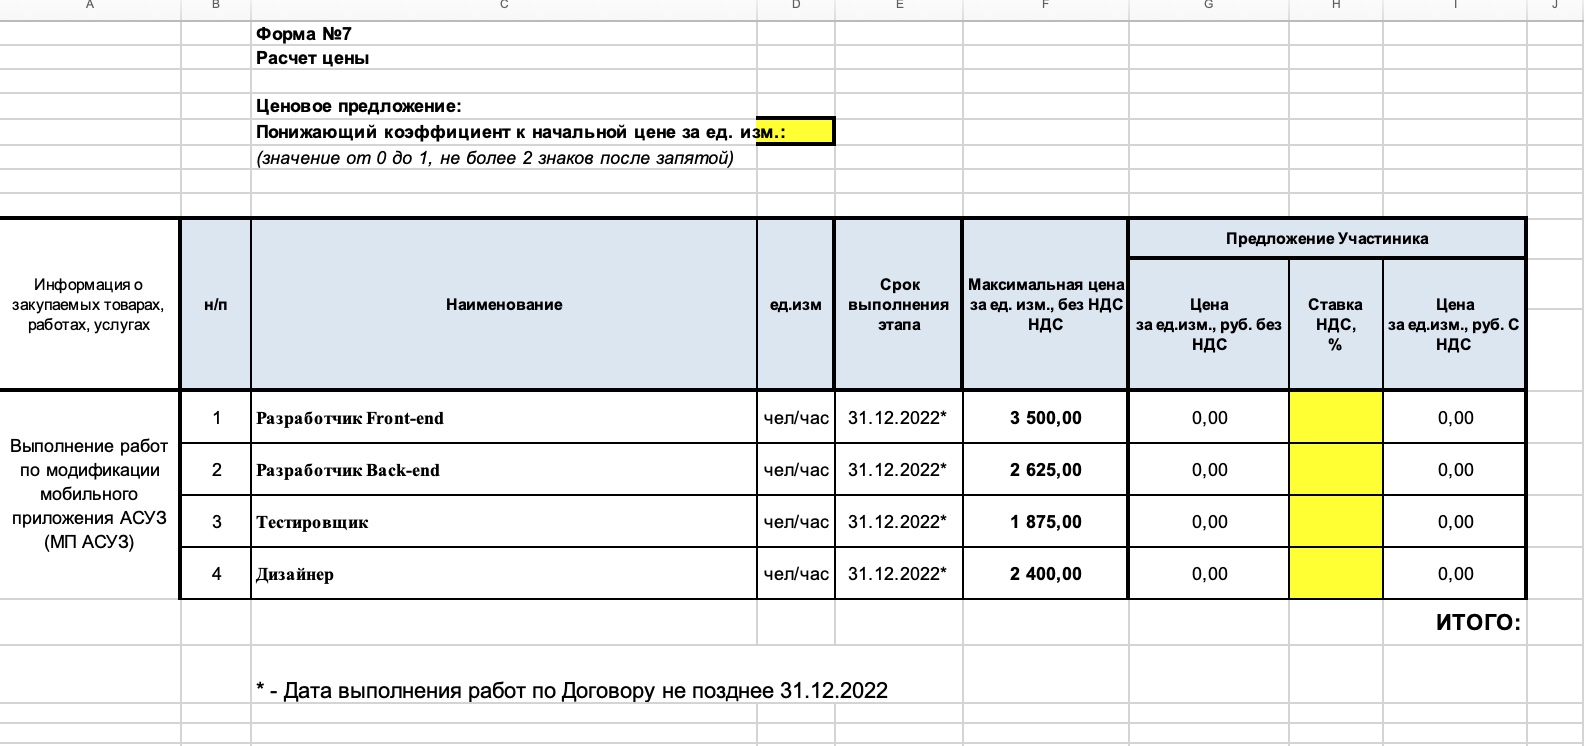 A B C D E F G H I J
Форма №7
Расчет цены
Ценовое предложение:
Понижающий коэффициент к начальной цене за ед. изм.:
(значение от 0 до 1, не более 2 знаков после запятой)
Информация о
закупаемых товарах,
работах, услугах
н/п
Наименование
ед.изм
Срок
выполнения
этапа
Максимальная цена
за ед. изм., без НДС
НДС
Предложение Участиника
Цена
за ед.изм., руб. без
НДС
Ставка
НДС,
%
Цена
за ед.изм., руб. С
НДС
Выполнение работ
по модификации
мобильного
приложения АСУЗ
(МП АСУЗ)
1 Разработчик Front-end чел/час 31.12.2022* 3 500,00 0,00 0,00
2 Разработчик Back-end чел/час 31.12.2022* 2 625,00 0,00 0,00
3 Тестировщик чел/час 31.12.2022* 1 875,00 0,00 0,00
4 Дизайнер чел/час 31.12.2022* 2 400,00 0,00 0,00
ИТОГО:
* - Дата выполнения работ по Договору не позднее 31.12.2022